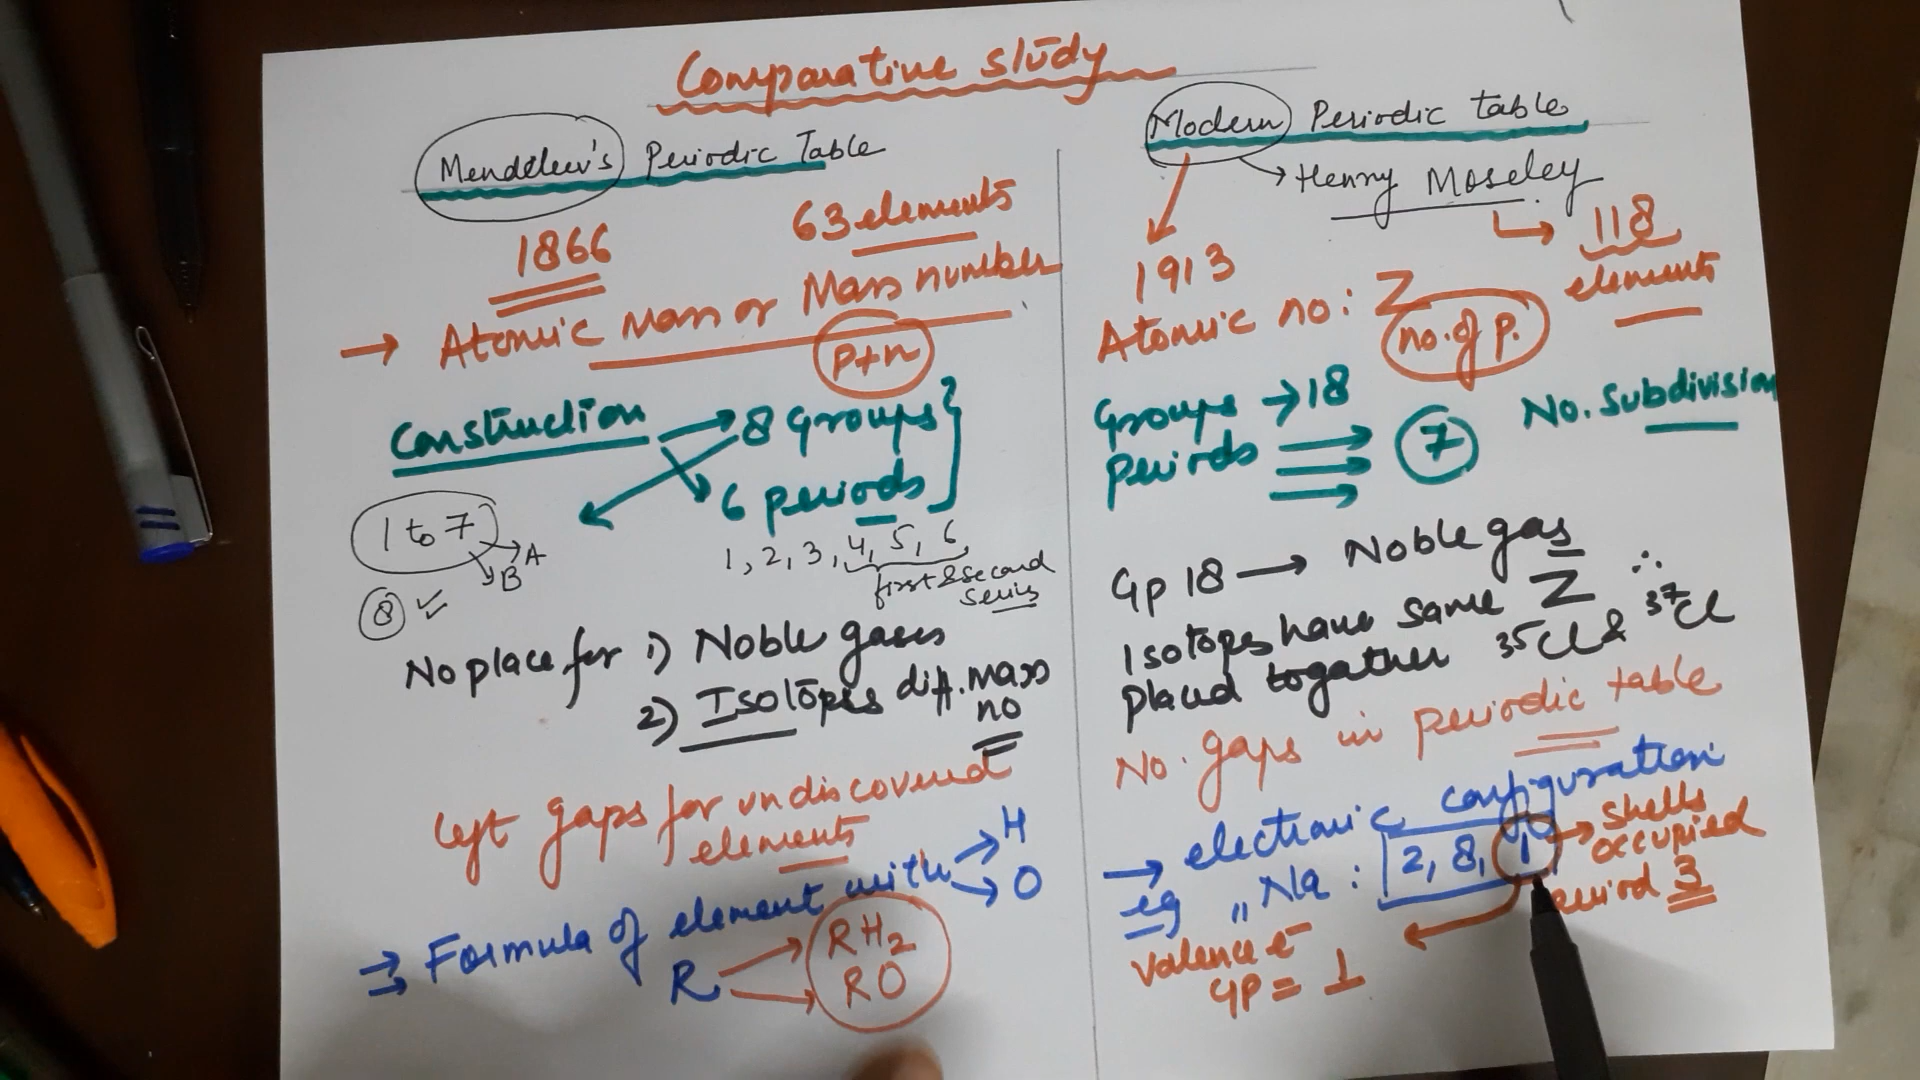 Comparative study
Mendeleev's Periodic Table
1866
63 elements
→ Atomic Mass or Mass number
p+n
Construction → 8 groups
6 periods
1 to 7 → A
B
8 ✓✓
1, 2, 3, 4, 5, 6
first & second
series
No place for 1) Noble gases
2) Isotopes diff. mass
no
left gaps for undiscovered
elements
→ Formula of element with → H
→ O
R → RH2
→ RO
Modern Periodic table
→ Henry Moseley
→ 118
elements
1913
Atomic no: Z
no. of p.
Groups → 18
periods → 7
No. Subdivision
Gp 18 → Noble gas
Isotopes have same Z ∴
placed together 35Cl & 37Cl
No. gaps in periodic table
→ electronic configuration
eg ,, Na : 2, 8, 1 → shells
occupied
period 3
valence e-
gp = 1